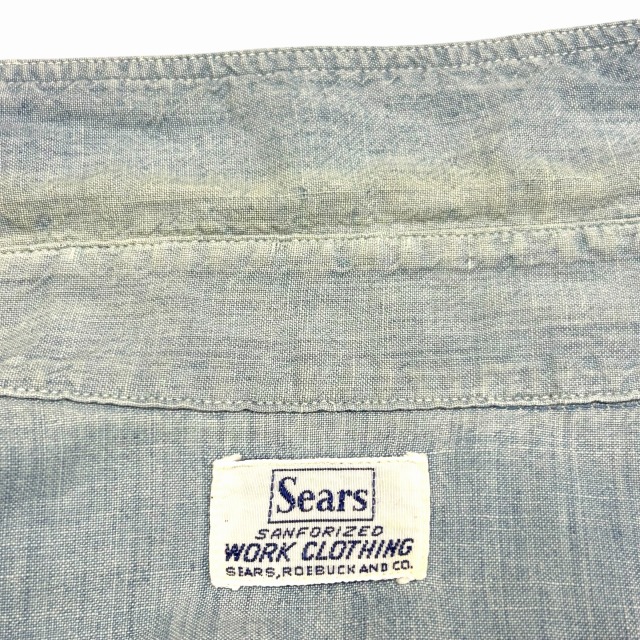 Sears
SANFORIZED
WORK CLOTHING
SEARS, ROEBUCK AND CO.